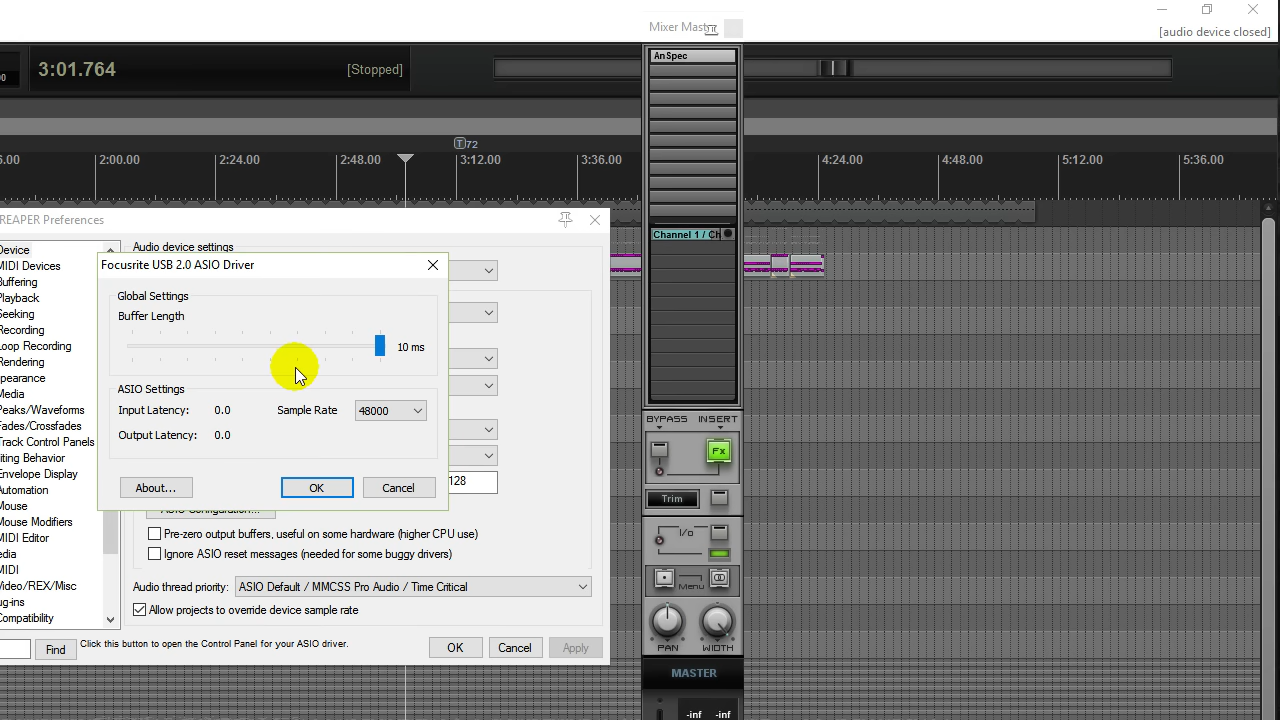 Mixer Mast
[audio device closed]
00
3:01.764
[Stopped]
AnSpec
T 72
6.00
2:00.00
2:24.00
2:48.00
3:12.00
3:36.00
4:24.00
4:48.00
5:12.00
5:36.00
REAPER Preferences
Device
MIDI Devices
Buffering
Playback
Seeking
Recording
Loop Recording
Rendering
pearance
Media
Peaks/Waveforms
Fades/Crossfades
Track Control Panels
iting Behavior
Envelope Display
Automation
Mouse
Mouse Modifiers
MIDI Editor
edia
MIDI
Video/REX/Misc
ug-ins
Compatibility
Find
Audio device settings
Focusrite USB 2.0 ASIO Driver
Global Settings
Buffer Length
10 ms
ASIO Settings
Input Latency: 0.0
Sample Rate 48000
Output Latency: 0.0
About...
OK
Cancel
128
Pre-zero output buffers, useful on some hardware (higher CPU use)
Ignore ASIO reset messages (needed for some buggy drivers)
Audio thread priority: ASIO Default / MMCSS Pro Audio / Time Critical
Allow projects to override device sample rate
Click this button to open the Control Panel for your ASIO driver.
OK
Cancel
Apply
Channel 1 / Ch
BYPASS INSERT
Fx
Trim
I/o
Menu
PAN WIDTH
MASTER
-inf -inf